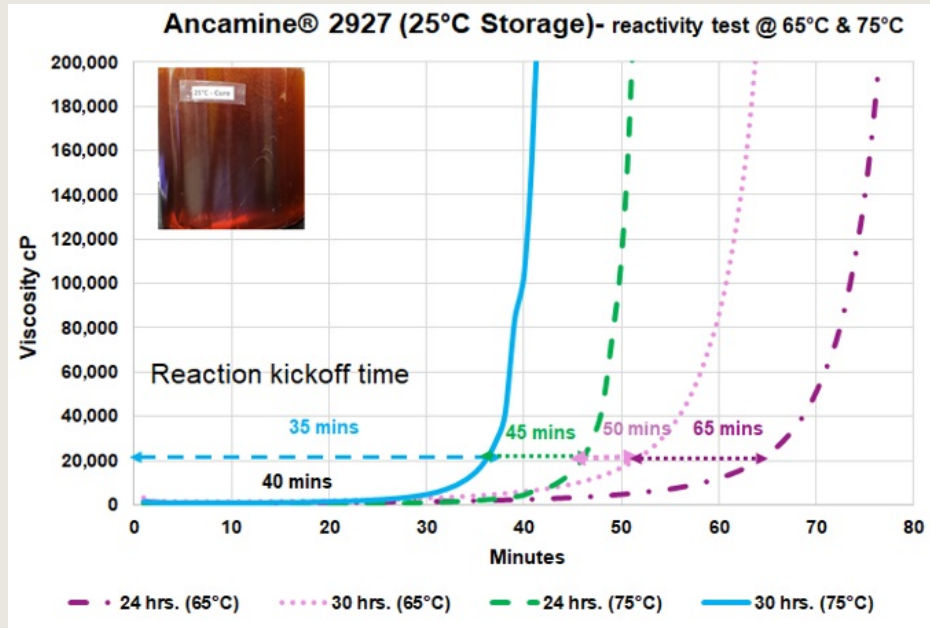 Ancamine® 2927 (25°C Storage)- reactivity test @ 65°C & 75°C
200,000
180,000
160,000
140,000
120,000
100,000
80,000
60,000
40,000
20,000
0
Viscosity cP
25°C - Cure
Reaction kickoff time
35 mins
45 mins
50 mins
65 mins
40 mins
0 10 20 30 40 50 60 70 80
Minutes
24 hrs. (65°C) 30 hrs. (65°C) 24 hrs. (75°C) 30 hrs. (75°C)